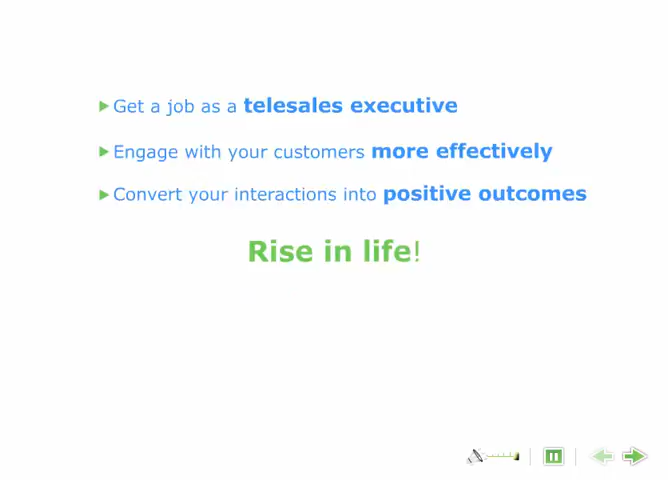 Get a job as a telesales executive
Engage with your customers more effectively
Convert your interactions into positive outcomes
Rise in life!